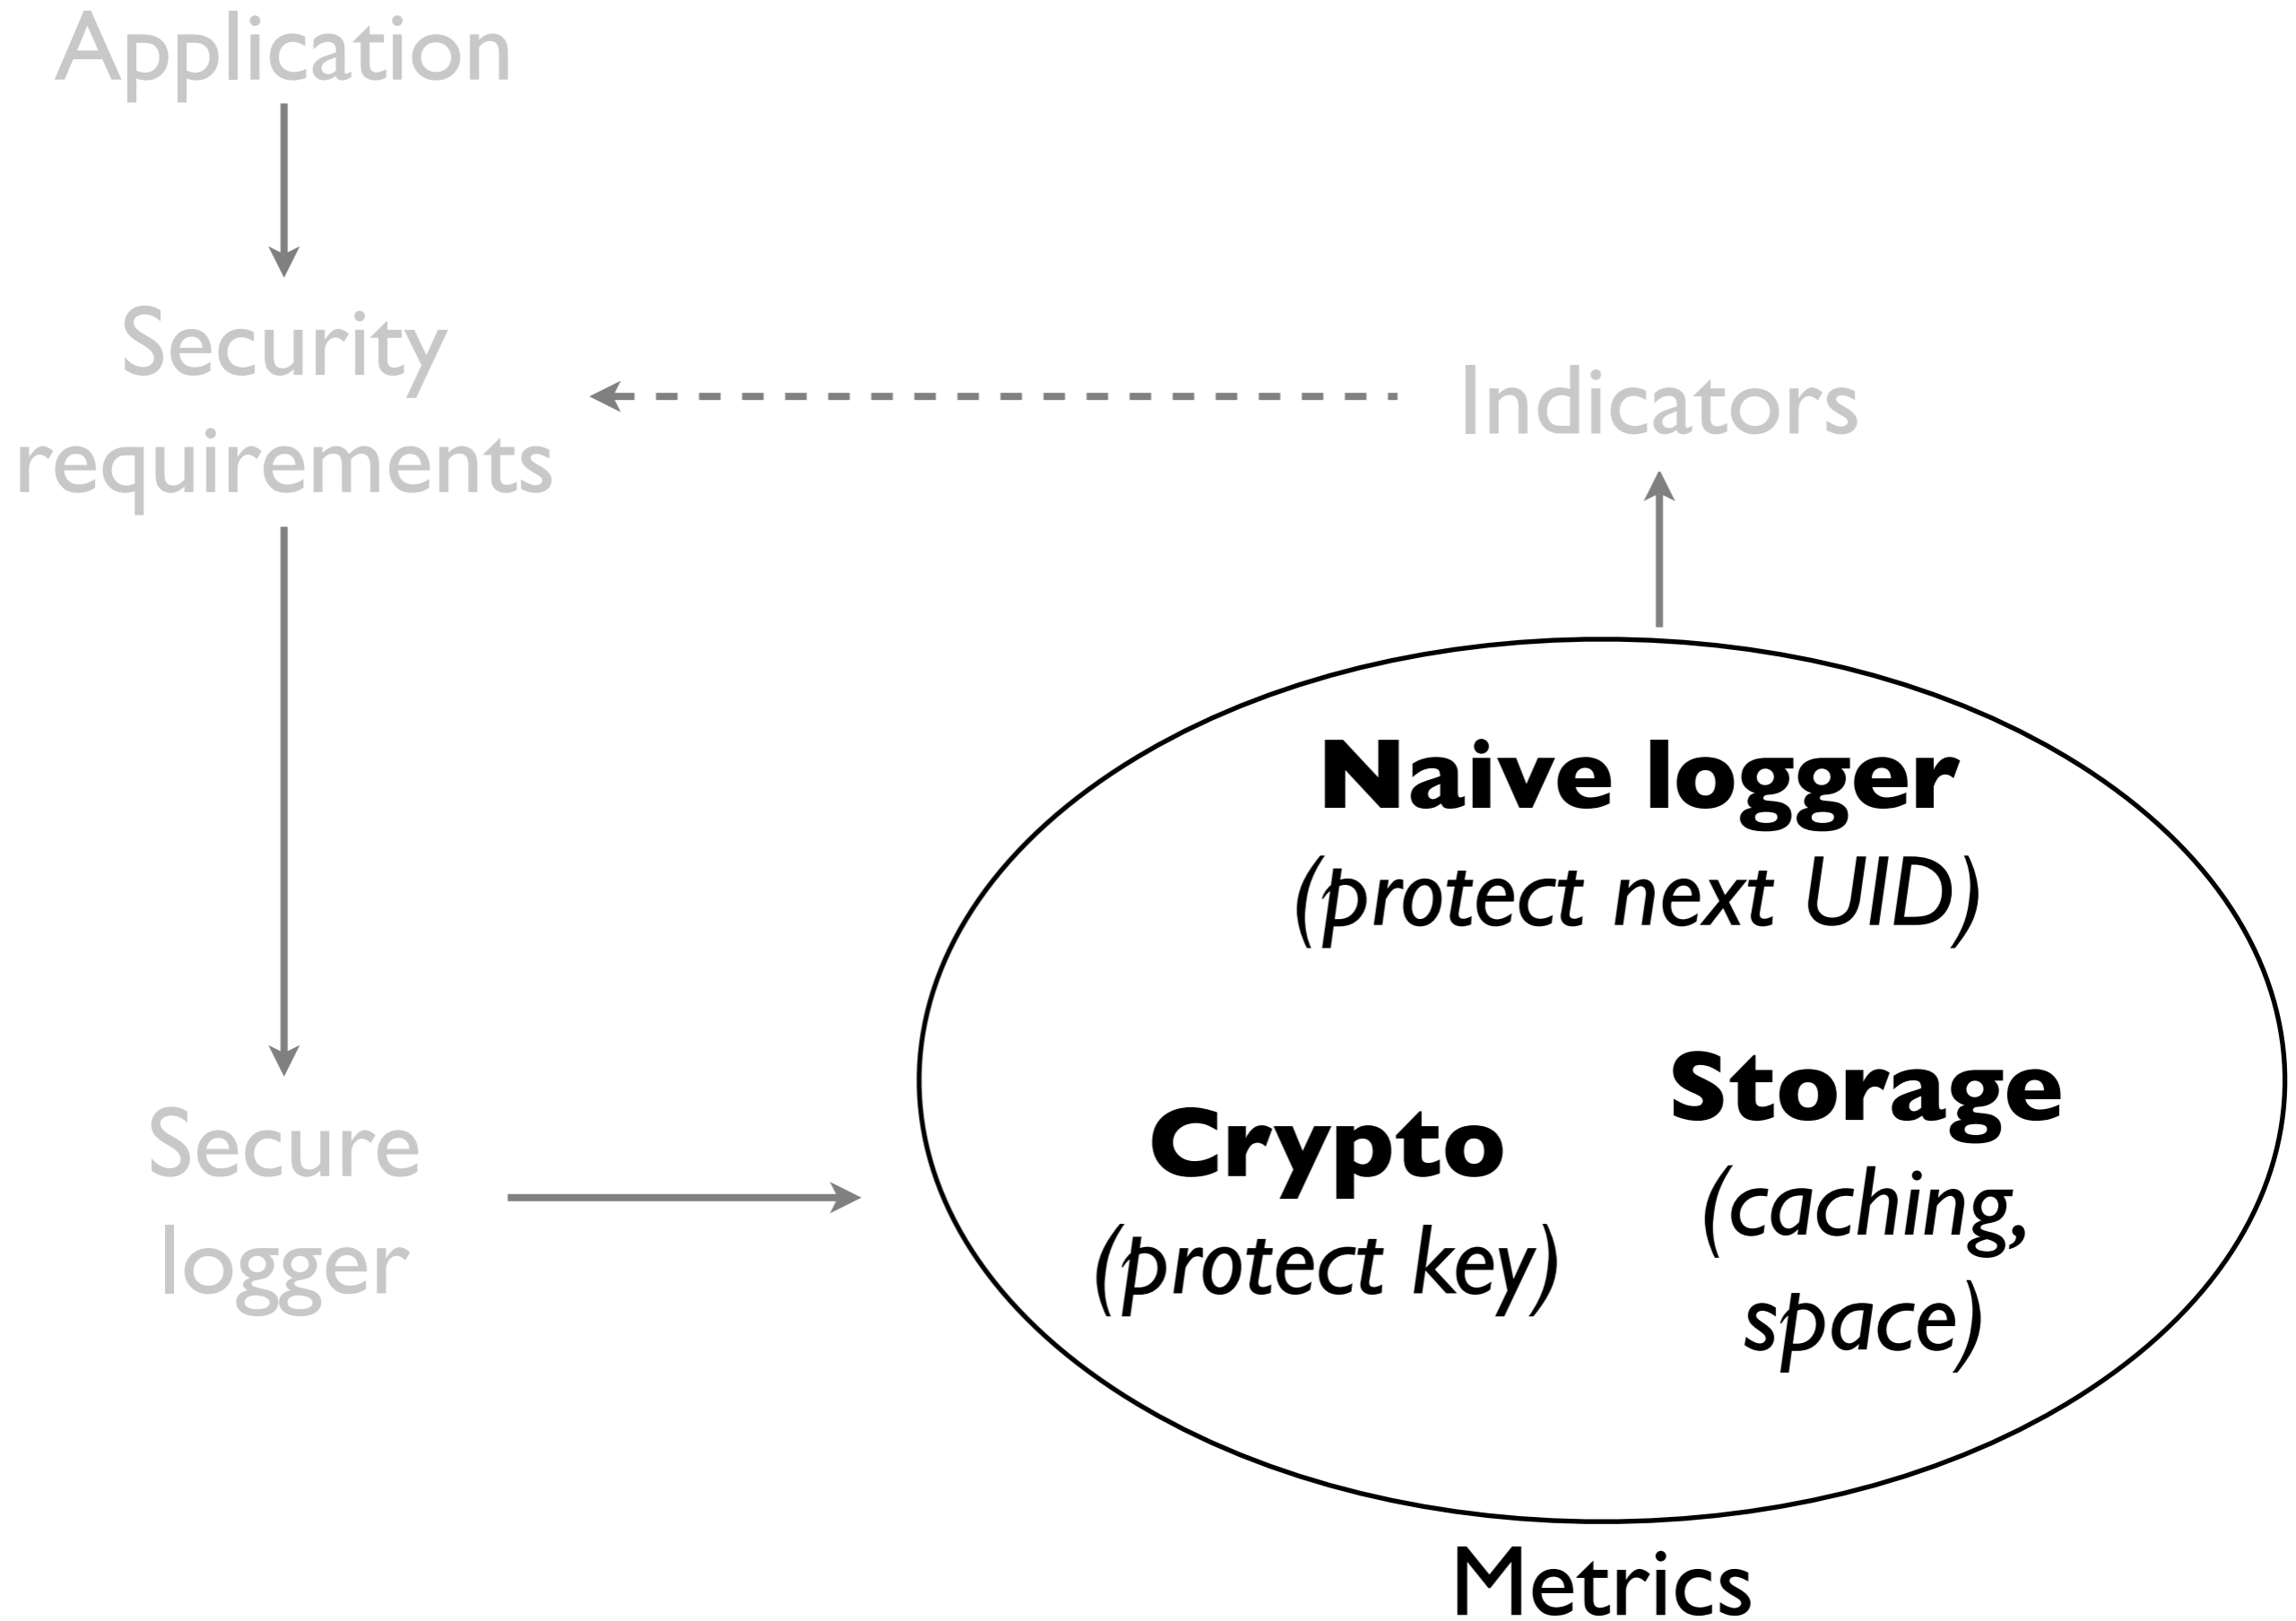 Application
Security
requirements
Indicators
Naive logger
(protect next UID)
Secure
logger
Crypto
(protect key)
Storage
(caching,
space)
Metrics